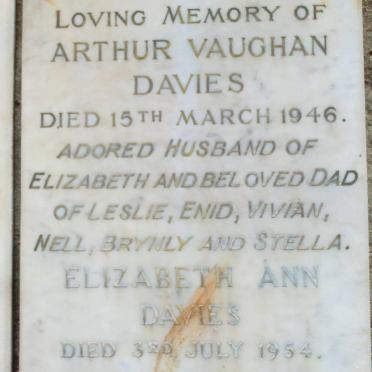 LOVING MEMORY OF
ARTHUR VAUGHAN
DAVIES
DIED 15TH MARCH 1946.
ADORED HUSBAND OF
ELIZABETH AND BELOVED DAD
OF LESLIE, ENID, VIVIAN,
NELL, BRYNLY AND STELLA.
ELIZABETH ANN
DAVIES
DIED 3RD JULY 1954.